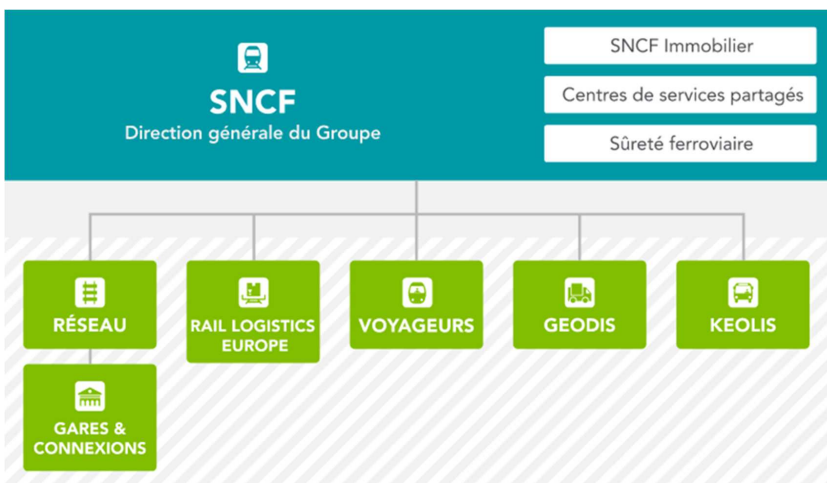 SNCF
Direction générale du Groupe
SNCF Immobilier
Centres de services partagés
Sûreté ferroviaire
RÉSEAU
RAIL LOGISTICS
EUROPE
VOYAGEURS
GEODIS
KEOLIS
GARES &
CONNEXIONS